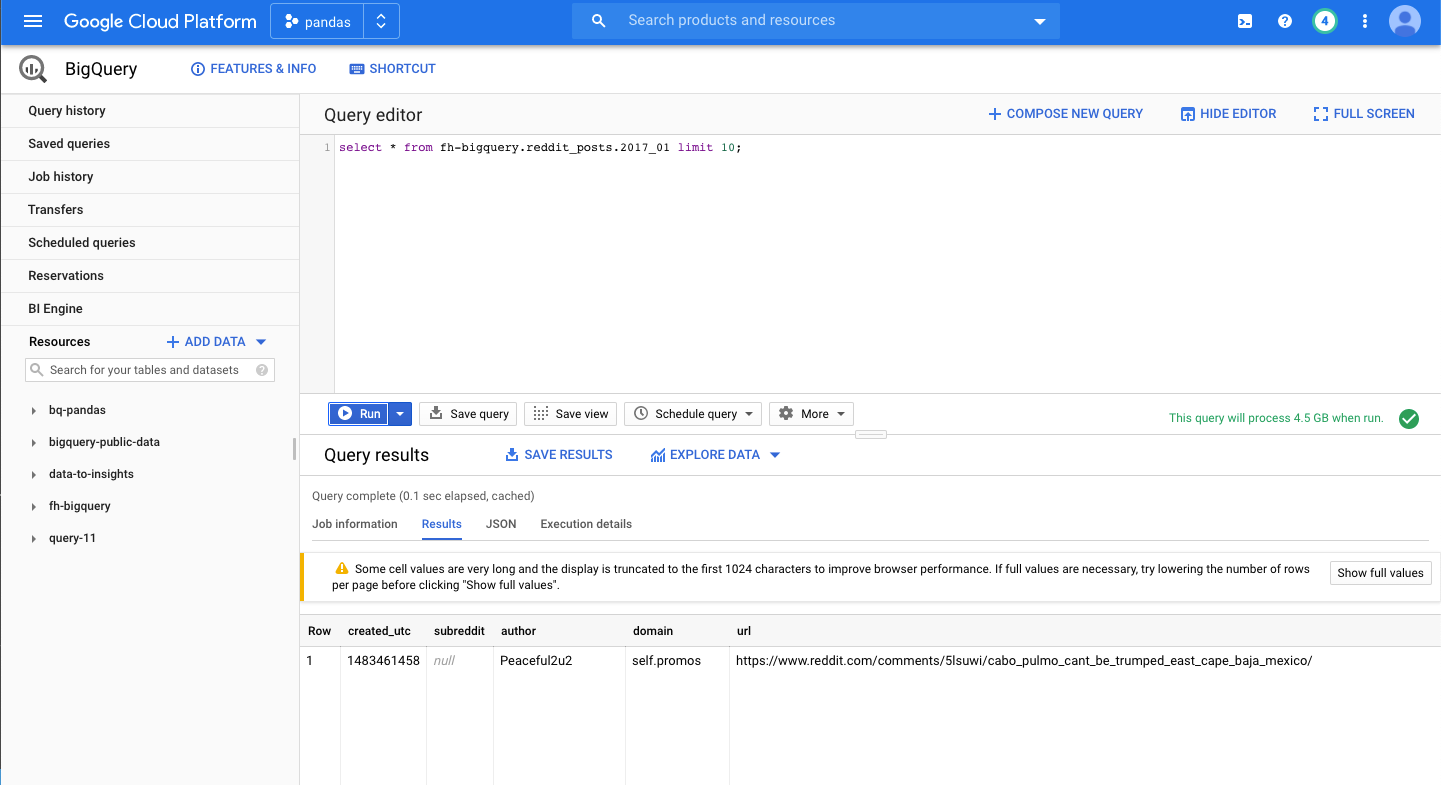 Google Cloud Platform
pandas
Search products and resources
4
BigQuery
FEATURES & INFO
SHORTCUT
Query history
Saved queries
Job history
Transfers
Scheduled queries
Reservations
BI Engine
Resources
ADD DATA
Search for your tables and datasets
bq-pandas
bigquery-public-data
data-to-insights
fh-bigquery
query-11
Query editor
COMPOSE NEW QUERY
HIDE EDITOR
FULL SCREEN
1 select * from fh-bigquery.reddit_posts.2017_01 limit 10;
Run
Save query
Save view
Schedule query
More
This query will process 4.5 GB when run.
Query results
SAVE RESULTS
EXPLORE DATA
Query complete (0.1 sec elapsed, cached)
Job information
Results
JSON
Execution details
Some cell values are very long and the display is truncated to the first 1024 characters to improve browser performance. If full values are necessary, try lowering the number of rows
per page before clicking "Show full values".
Show full values
Row created_utc subreddit author domain url
1 1483461458 null Peaceful2u2 self.promos https://www.reddit.com/comments/5lsuwi/cabo_pulmo_cant_be_trumped_east_cape_baja_mexico/